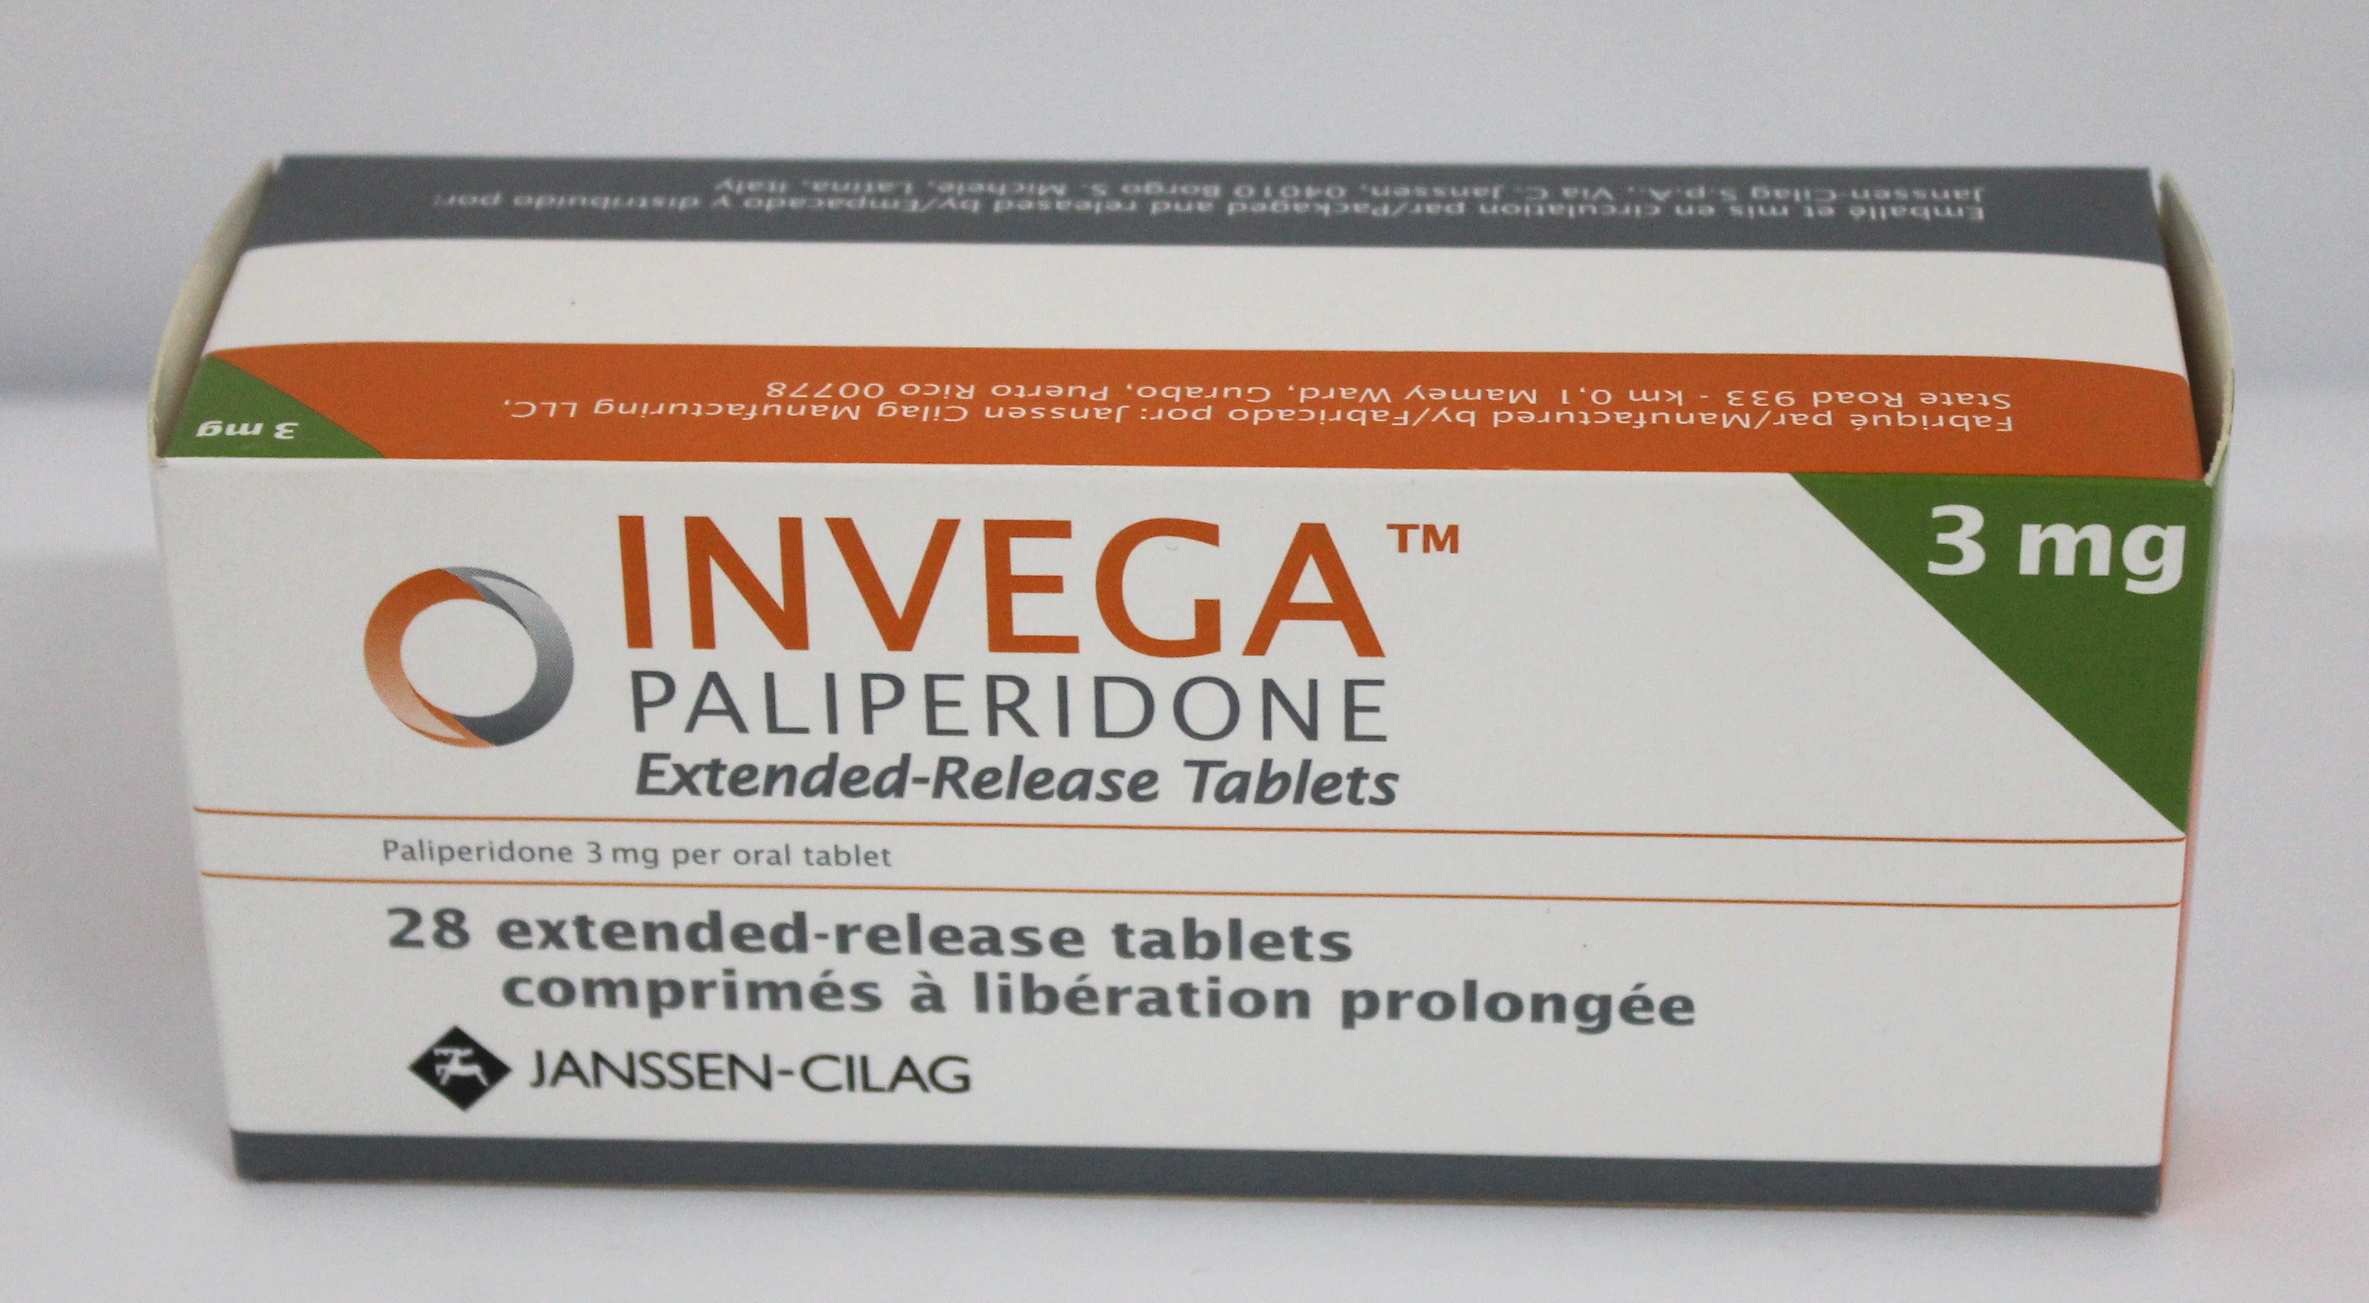 Emballé et mis en circulation par/Packaged and released by/Empacado y distribuido por:
Janssen-Cilag S.p.A., Via C. Janssen, 04010 Borgo S. Michele, Latina, Italy
Fabriqué par/Manufactured by/Fabricado por: Janssen Cilag Manufacturing LLC,
State Road 933 - km 0,1 Mamey Ward, Gurabo, Puerto Rico 00778
3 mg
INVEGA™
3 mg
PALIPERIDONE
Extended-Release Tablets
Paliperidone 3 mg per oral tablet
28 extended-release tablets
comprimés à libération prolongée
JANSSEN-CILAG